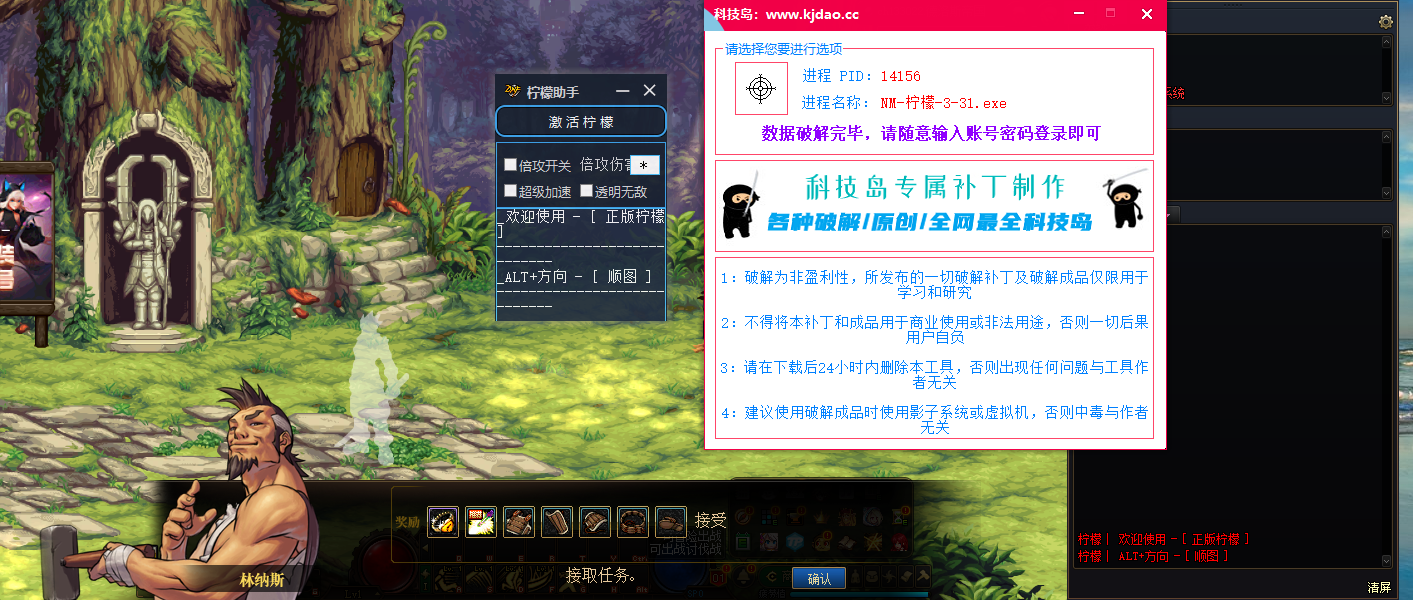 科技岛：www.kjdao.cc
请选择您要进行选项
进程 PID：14156
进程名称：NM-柠檬-3-31.exe
数据破解完毕，请随意输入账号密码登录即可
科技岛专属补丁制作
各种破解/原创/全网最全科技岛
1：破解为非盈利性，所发布的一切破解补丁及破解成品仅限用于
学习和研究
2：不得将本补丁和成品用于商业使用或非法用途，否则一切后果
用户自负
3：请在下载后24小时内删除本工具，否则出现任何问题与工具作
者无关
4：建议使用破解成品时使用影子系统或虚拟机，否则中毒与作者
无关
柠檬助手
激活柠檬
倍攻开关 倍攻伤害 *
超级加速 透明无敌
_欢迎使用 - [ 正版柠檬
]
----------------------
-------
_ALT+方向 - [ 顺图 ]
----------------------
-------
系统
柠檬| 欢迎使用 -[ 正版柠檬 ]
柠檬| ALT+方向 -[ 顺图 ]
清屏
奖励
接受
可出战讨伐战
接取任务。
确认
林纳斯